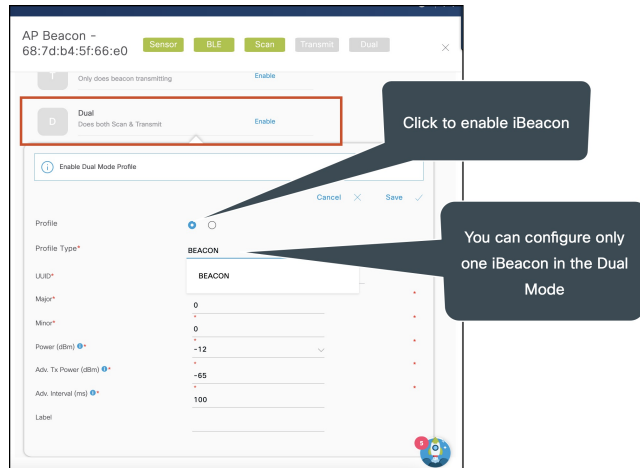 AP Beacon -
68:7d:b4:5f:66:e0
Sensor BLE Scan Transmit Dual
T Only does beacon transmitting Enable
Dual
D Does both Scan & Transmit Enable
Click to enable iBeacon
i Enable Dual Mode Profile
Cancel Save
Profile
Profile Type* BEACON
You can configure only
one iBeacon in the Dual
Mode
UUID* BEACON
Major* 0 *
Minor* * 0 *
Power (dBm) i * * -12 *
Adv. Tx Power (dBm) i * * -65 *
Adv. Interval (ms) i * * 100 *
Label
5